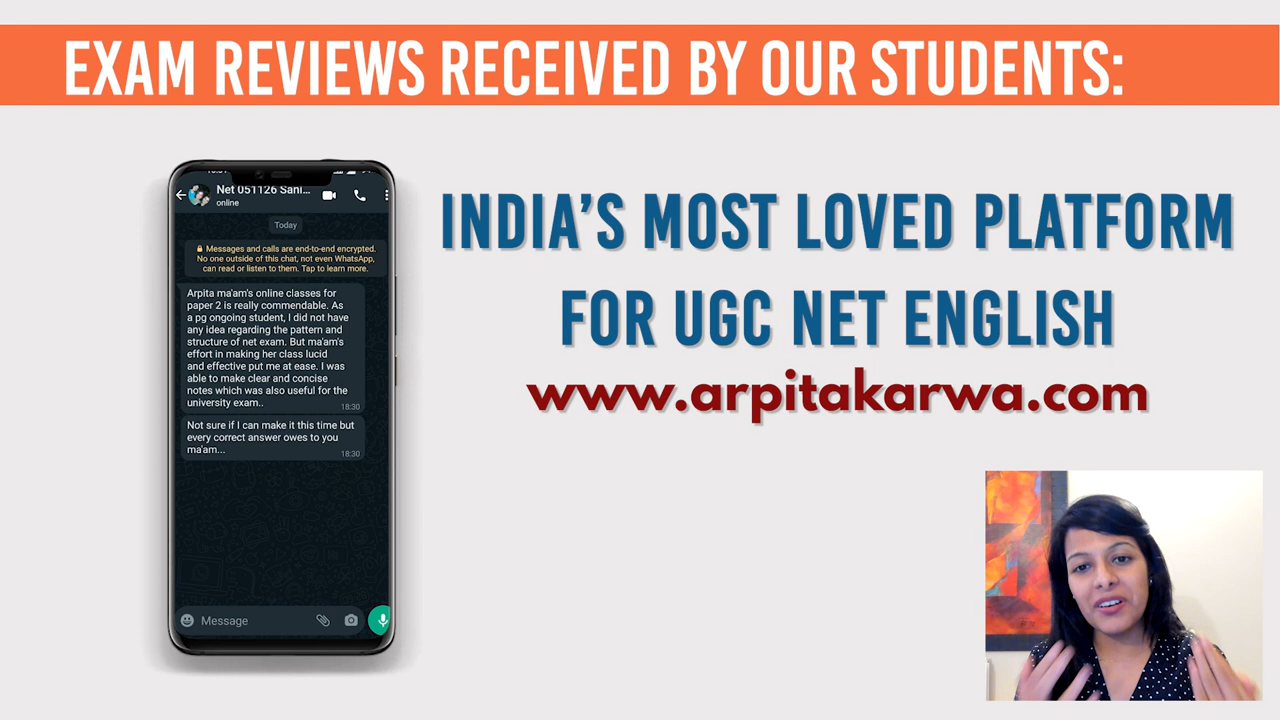 EXAM REVIEWS RECEIVED BY OUR STUDENTS:
Net 051126 Sani...
online
Today
Messages and calls are end-to-end encrypted.
No one outside of this chat, not even WhatsApp,
can read or listen to them. Tap to learn more.
Arpita ma'am's online classes for
paper 2 is really commendable. As
a pg ongoing student, I did not have
any idea regarding the pattern and
structure of net exam. But ma'am's
effort in making her class lucid
and effective put me at ease. I was
able to make clear and concise
notes which was also useful for the
university exam..
18:30
Not sure if I can make it this time but
every correct answer owes to you
ma'am...
18:30
Message
INDIA'S MOST LOVED PLATFORM
FOR UGC NET ENGLISH
www.arpitakarwa.com